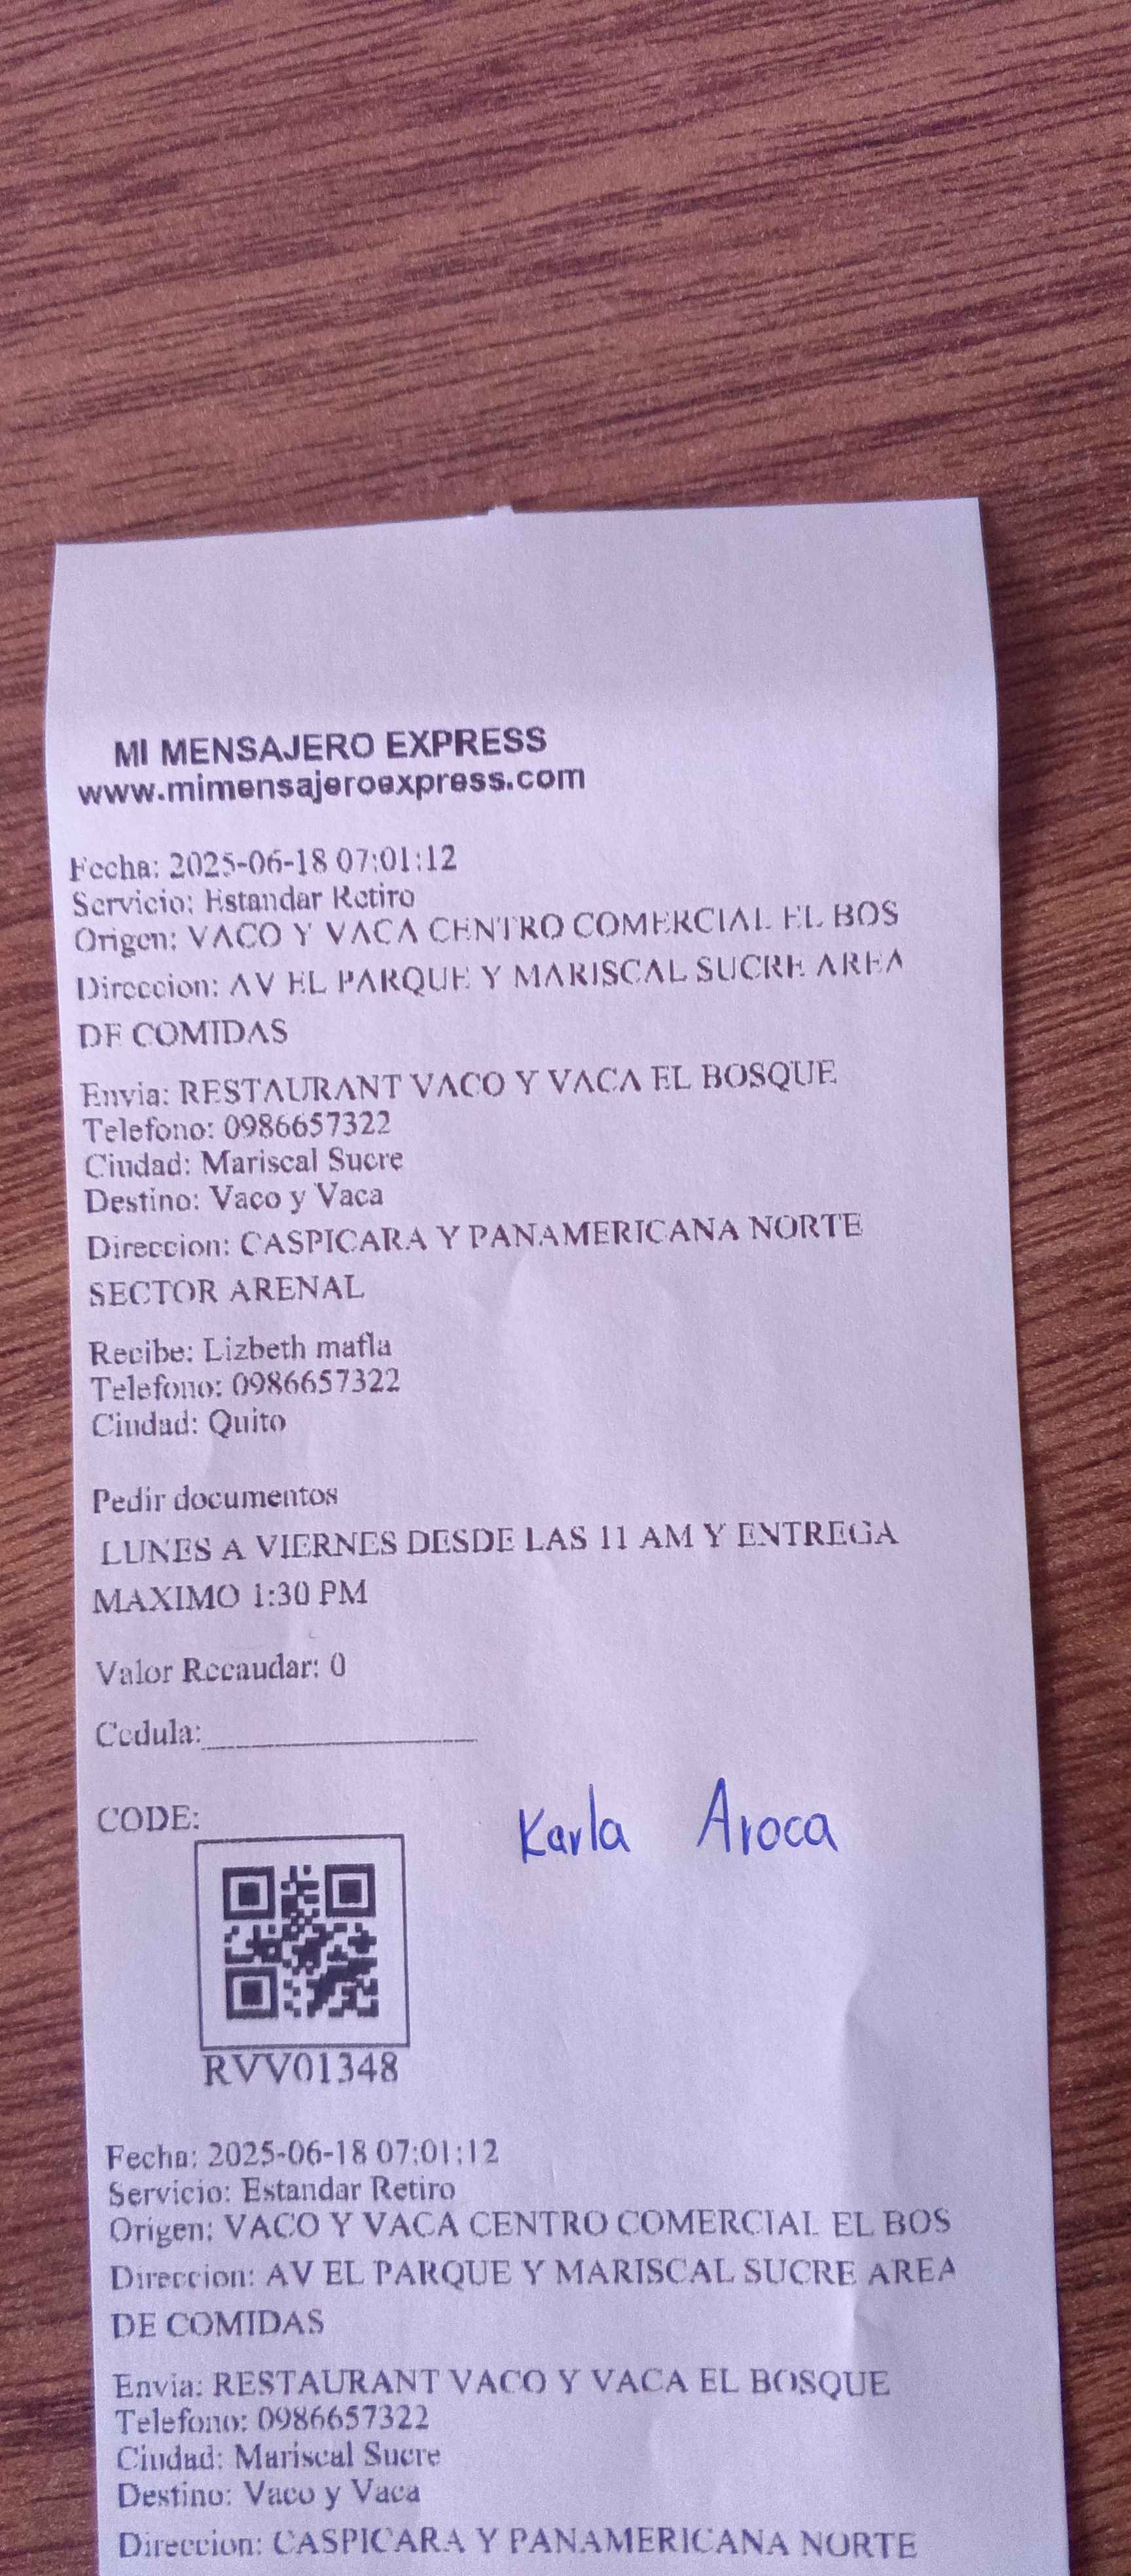 MI MENSAJERO EXPRESS
www.mimensajeroexpress.com
Fecha: 2025-06-18 07:01:12
Servicio: Estandar Retiro
Origen: VACO Y VACA CENTRO COMERCIAL EL BOS
Direccion: AV EL PARQUE Y MARISCAL SUCRE AREA
DE COMIDAS
Envia: RESTAURANT VACO Y VACA EL BOSQUE
Telefono: 0986657322
Ciudad: Mariscal Sucre
Destino: Vaco y Vaca
Direccion: CASPICARA Y PANAMERICANA NORTE
SECTOR ARENAL
Recibe: Lizbeth mafla
Telefono: 0986657322
Ciudad: Quito
Pedir documentos
LUNES A VIERNES DESDE LAS 11 AM Y ENTREGA
MAXIMO 1:30 PM
Valor Recaudar: 0
Cedula:
CODE:
Karla Aroca
RVV01348
Fecha: 2025-06-18 07:01:12
Servicio: Estandar Retiro
Origen: VACO Y VACA CENTRO COMERCIAL EL BOS
Direccion: AV EL PARQUE Y MARISCAL SUCRE AREA
DE COMIDAS
Envia: RESTAURANT VACO Y VACA EL BOSQUE
Telefono: 0986657322
Ciudad: Mariscal Sucre
Destino: Vaco y Vaca
Direccion: CASPICARA Y PANAMERICANA NORTE